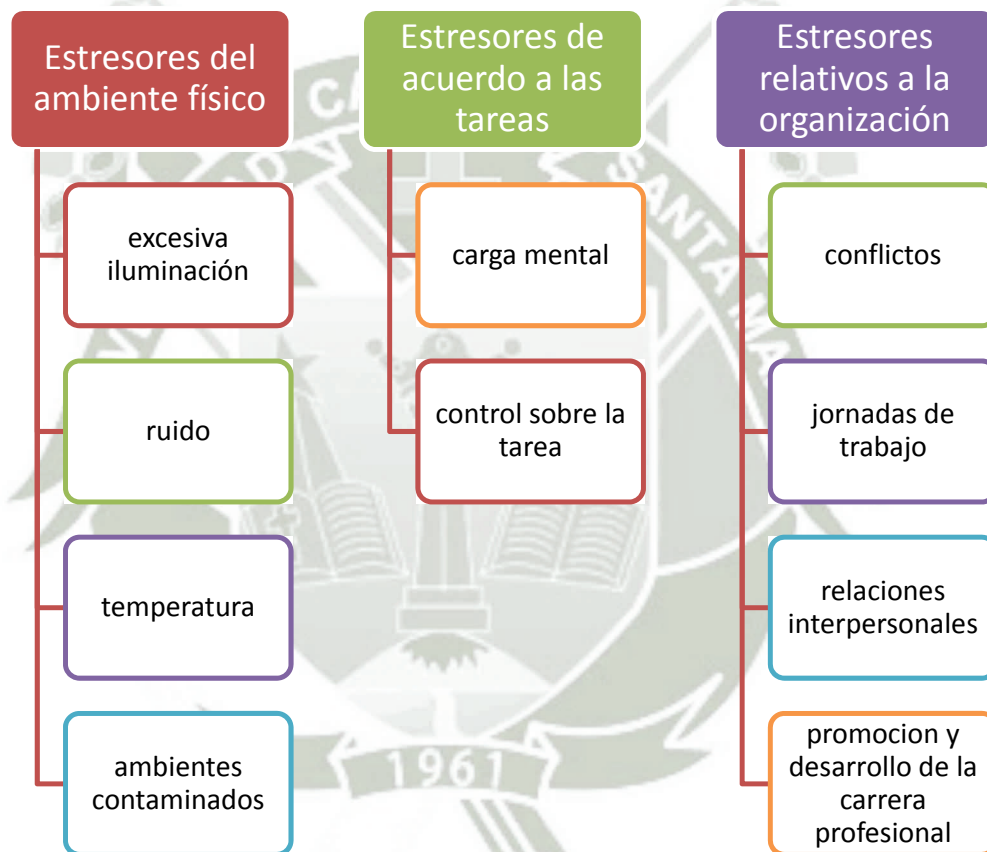 Estresores del
ambiente físico
excesiva
iluminación
ruido
temperatura
ambientes
contaminados
Estresores de
acuerdo a las
tareas
carga mental
control sobre la
tarea
Estresores
relativos a la
organización
conflictos
jornadas de
trabajo
relaciones
interpersonales
promocion y
desarrollo de la
carrera
profesional
SANTA MA
1961